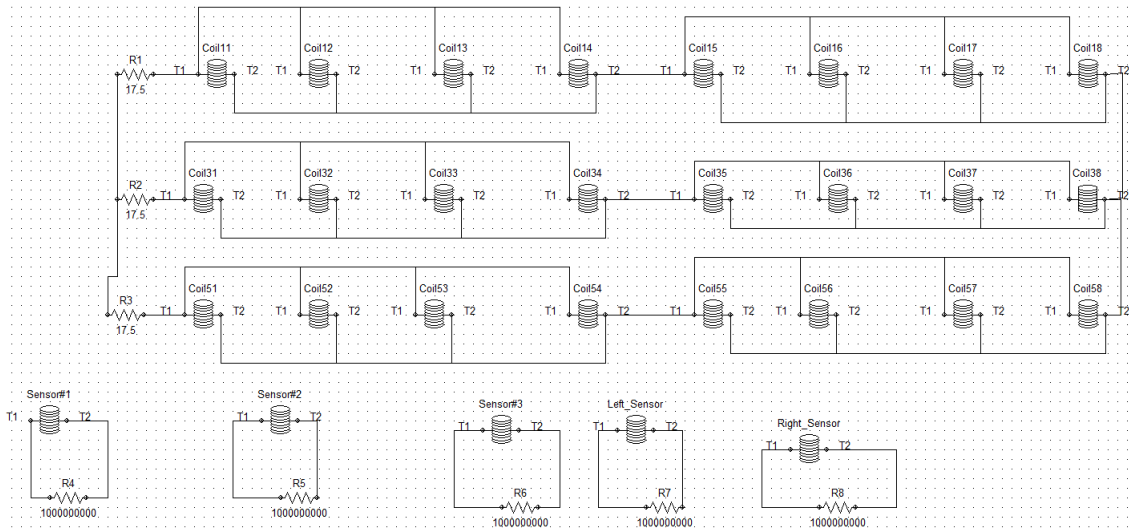 Coil11 Coil12 Coil13 Coil14 Coil15 Coil16 Coil17 Coil18
R1 T1 T2 T1 T2 T1 T2 T1 T2 T1 T2 T1 T2 T1 T2 T1 T2
17.5
Coil31 Coil32 Coil33 Coil34 Coil35 Coil36 Coil37 Coil38
R2 T1 T2 T1 T2 T1 T2 T1 T2 T1 T2 T1 T2 T1 T2 T1 T2
17.5
Coil51 Coil52 Coil53 Coil54 Coil55 Coil56 Coil57 Coil58
R3 T1 T2 T1 T2 T1 T2 T1 T2 T1 T2 T1 T2 T1 T2 T1 T2
17.5
Sensor#1 Sensor#2 Sensor#3 Left_Sensor Right_Sensor
T1 T2 T1 T2 T1 T2 T1 T2 T1 T2
R4 R5 R6 R7 R8
1000000000 1000000000 1000000000 1000000000 1000000000